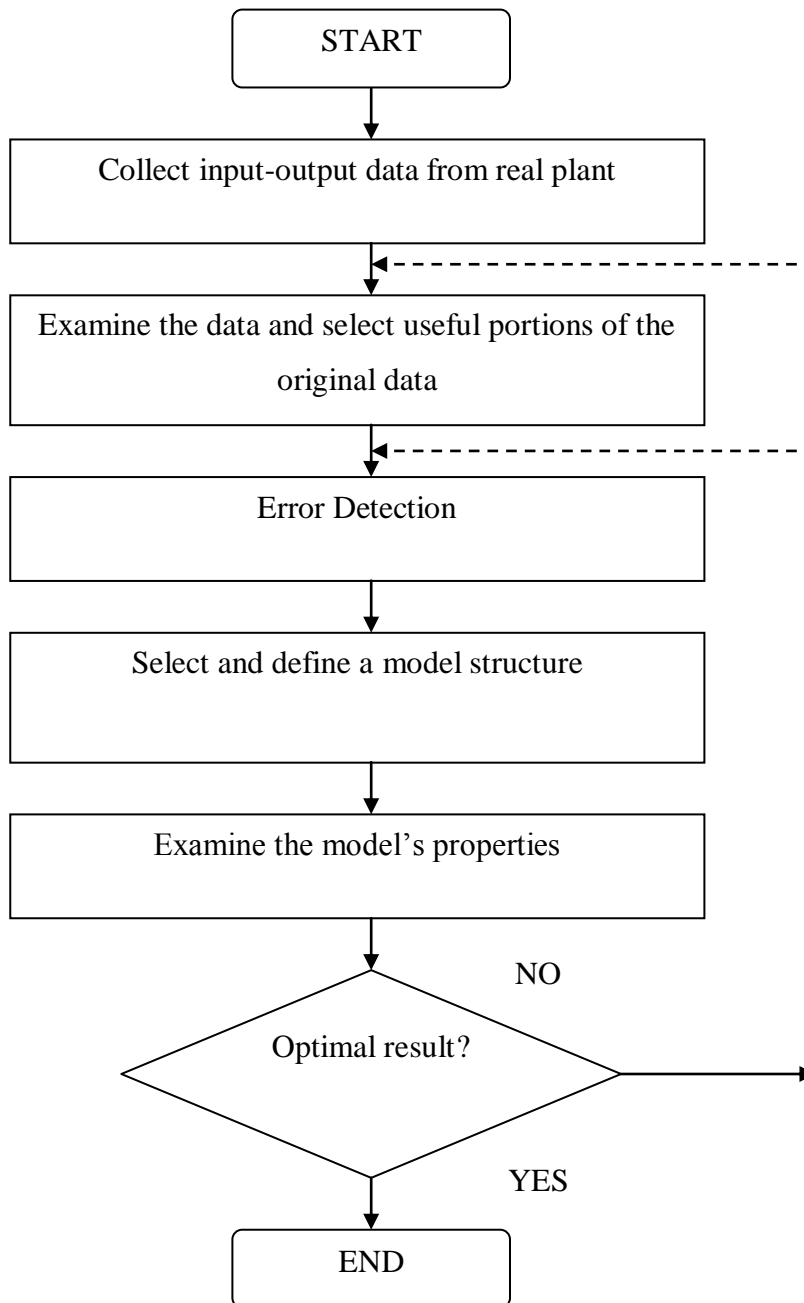 START
Collect input-output data from real plant
Examine the data and select useful portions of the
original data
Error Detection
Select and define a model structure
Examine the model’s properties
NO
Optimal result?
YES
END